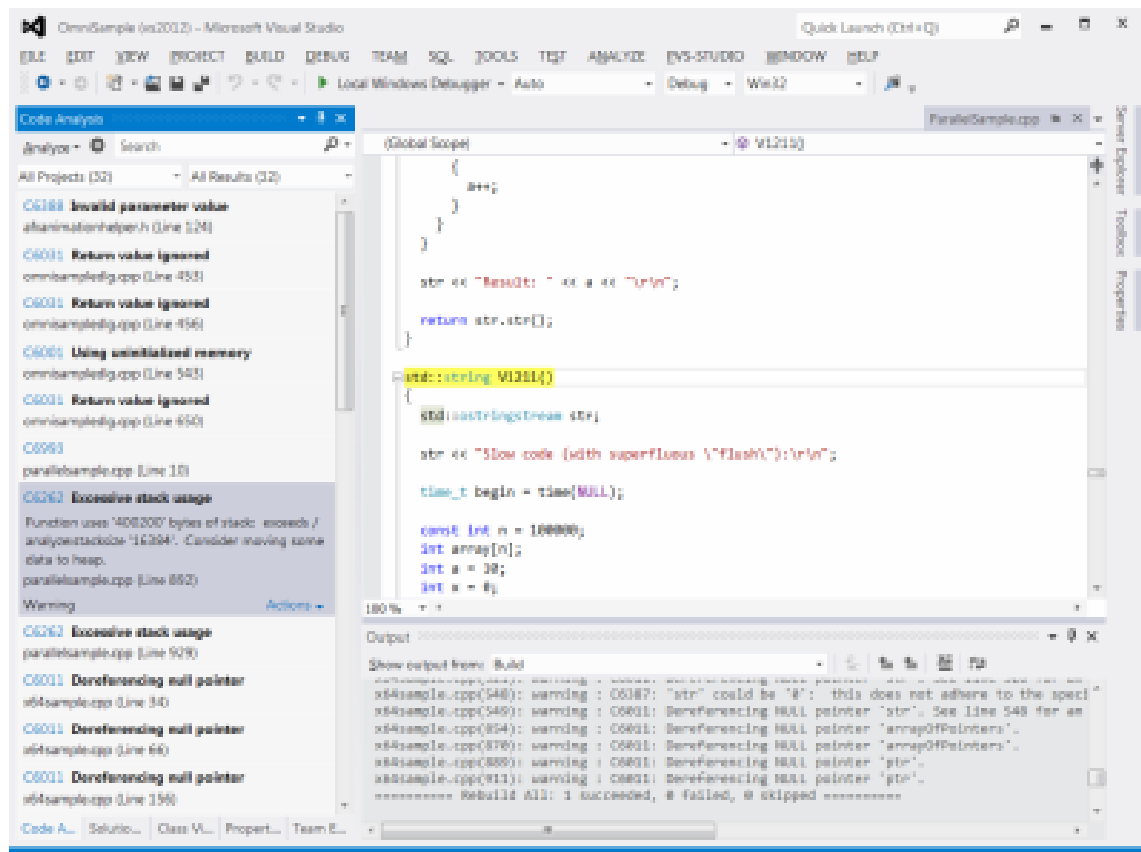 OmniSample (vs2012) - Microsoft Visual Studio
Quick Launch (Ctrl+Q)
FILE EDIT VIEW PROJECT BUILD DEBUG TEAM SQL TOOLS TEST ANALYZE PVS-STUDIO WINDOW HELP
Local Windows Debugger Auto Debug Win32
Code Analysis
ParallelSample.cpp
Analyze Search
(Global Scope) V1211()
All Projects (32) All Results (32)
C6388 Invalid parameter value
afxanimationhelper.h (Line 124)
C6031 Return value ignored
omnisampledlg.cpp (Line 453)
C6031 Return value ignored
omnisampledlg.cpp (Line 456)
C6001 Using uninitialized memory
omnisampledlg.cpp (Line 543)
C6031 Return value ignored
omnisampledlg.cpp (Line 650)
C6993
parallelsample.cpp (Line 10)
C6262 Excessive stack usage
Function uses '400200' bytes of stack: exceeds /
analyze:stacksize '16384'. Consider moving some
data to heap.
parallelsample.cpp (Line 892)
Warning Actions
C6262 Excessive stack usage
parallelsample.cpp (Line 929)
C6011 Dereferencing null pointer
x64sample.cpp (Line 34)
C6011 Dereferencing null pointer
x64sample.cpp (Line 66)
C6011 Dereferencing null pointer
x64sample.cpp (Line 156)
Code A... Solutio... Class Vi... Propert... Team E...
{
a++;
}
}
}
str << "Result: " << a << "\r\n";
return str.str();
}
std::string V1211()
{
std::ostringstream str;
str << "Slow code (with superfluous \"flush\"):\r\n";
time_t begin = time(NULL);
const int n = 100000;
int array[n];
int a = 10;
int x = 0;
100 %
Output
Show output from: Build
x64sample.cpp(548): warning : C6387: 'str' could be '0': this does not adhere to the speci
x64sample.cpp(549): warning : C6011: Dereferencing NULL pointer 'str'. See line 548 for an
x64sample.cpp(854): warning : C6011: Dereferencing NULL pointer 'arrayOfPointers'.
x64sample.cpp(870): warning : C6011: Dereferencing NULL pointer 'arrayOfPointers'.
x64sample.cpp(889): warning : C6011: Dereferencing NULL pointer 'ptr'.
x64sample.cpp(911): warning : C6011: Dereferencing NULL pointer 'ptr'.
========== Rebuild All: 1 succeeded, 0 failed, 0 skipped ==========
Server Explorer
Toolbox
Properties